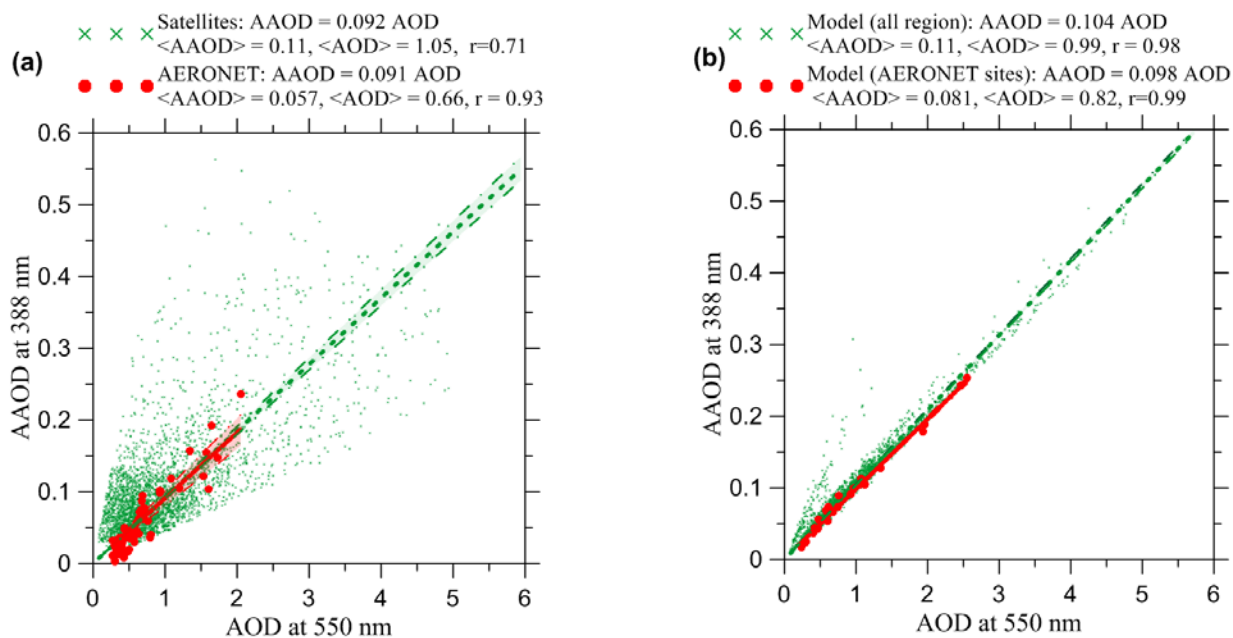 Satellites: AAOD = 0.092 AOD
<AAOD> = 0.11, <AOD> = 1.05, r=0.71
(a)
AERONET: AAOD = 0.091 AOD
<AAOD> = 0.057, <AOD> = 0.66, r = 0.93
0.6
0.5
0.4
0.3
0.2
0.1
0
AAOD at 388 nm
0 1 2 3 4 5 6
AOD at 550 nm
Model (all region): AAOD = 0.104 AOD
<AAOD> = 0.11, <AOD> = 0.99, r = 0.98
(b)
Model (AERONET sites): AAOD = 0.098 AOD
<AAOD> = 0.081, <AOD> = 0.82, r=0.99
0.6
0.5
0.4
0.3
0.2
0.1
0
AAOD at 388 nm
0 1 2 3 4 5 6
AOD at 550 nm